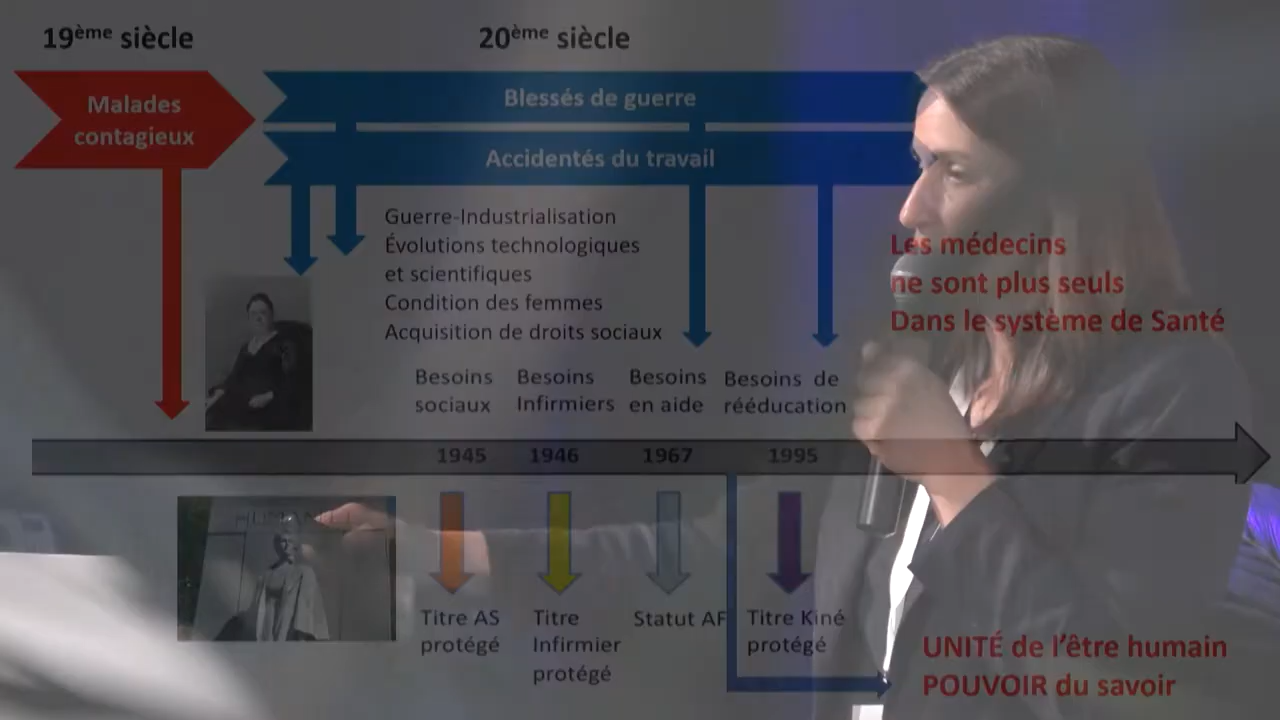 19ème siècle
20ème siècle
Malades
contagieux
Blessés de guerre
Accidentés du travail
Guerre-Industrialisation
Évolutions technologiques
et scientifiques
Condition des femmes
Acquisition de droits sociaux
Les médecins
ne sont plus seuls
Dans le système de Santé
Besoins
sociaux
Besoins
Infirmiers
Besoins
en aide
Besoins de
rééducation
1945
1946
1967
1995
Titre AS
protégé
Titre
Infirmier
protégé
Statut AF
Titre Kiné
protégé
UNITÉ de l'être humain
POUVOIR du savoir